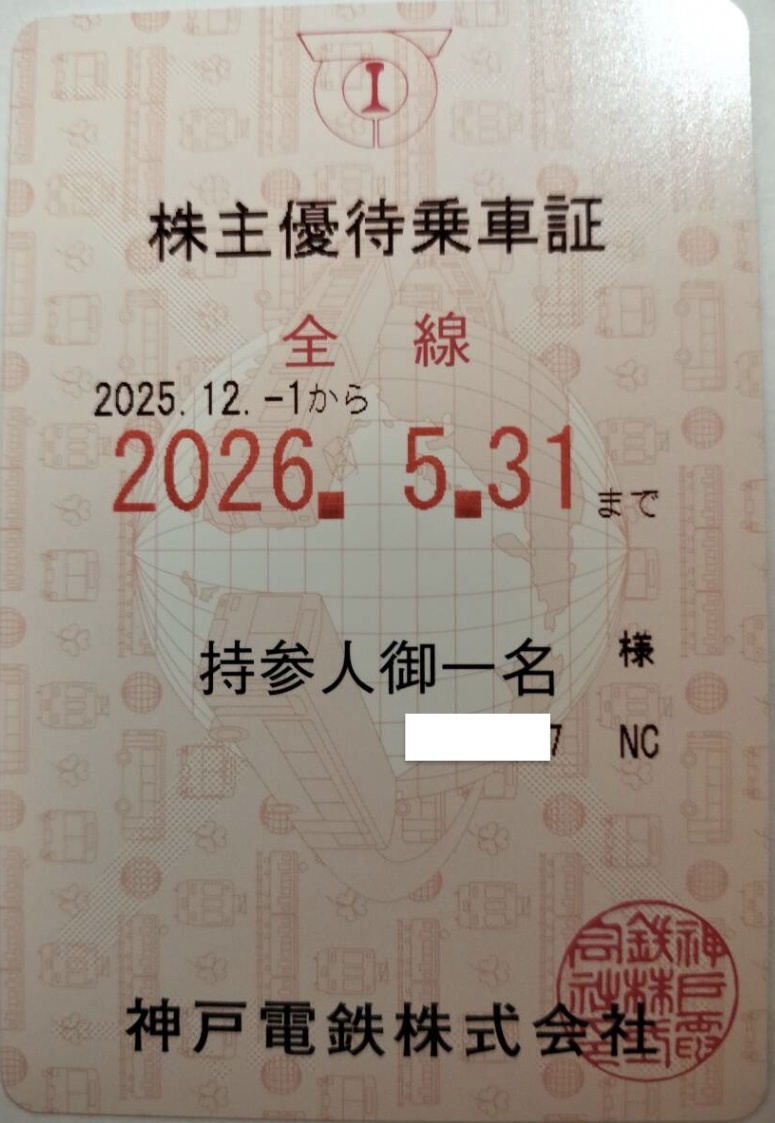 株主優待乗車証
全線
2025.12.-1から
2026.5.31まで
持参人御一名 様
7 NC
神戸電鉄株式会社